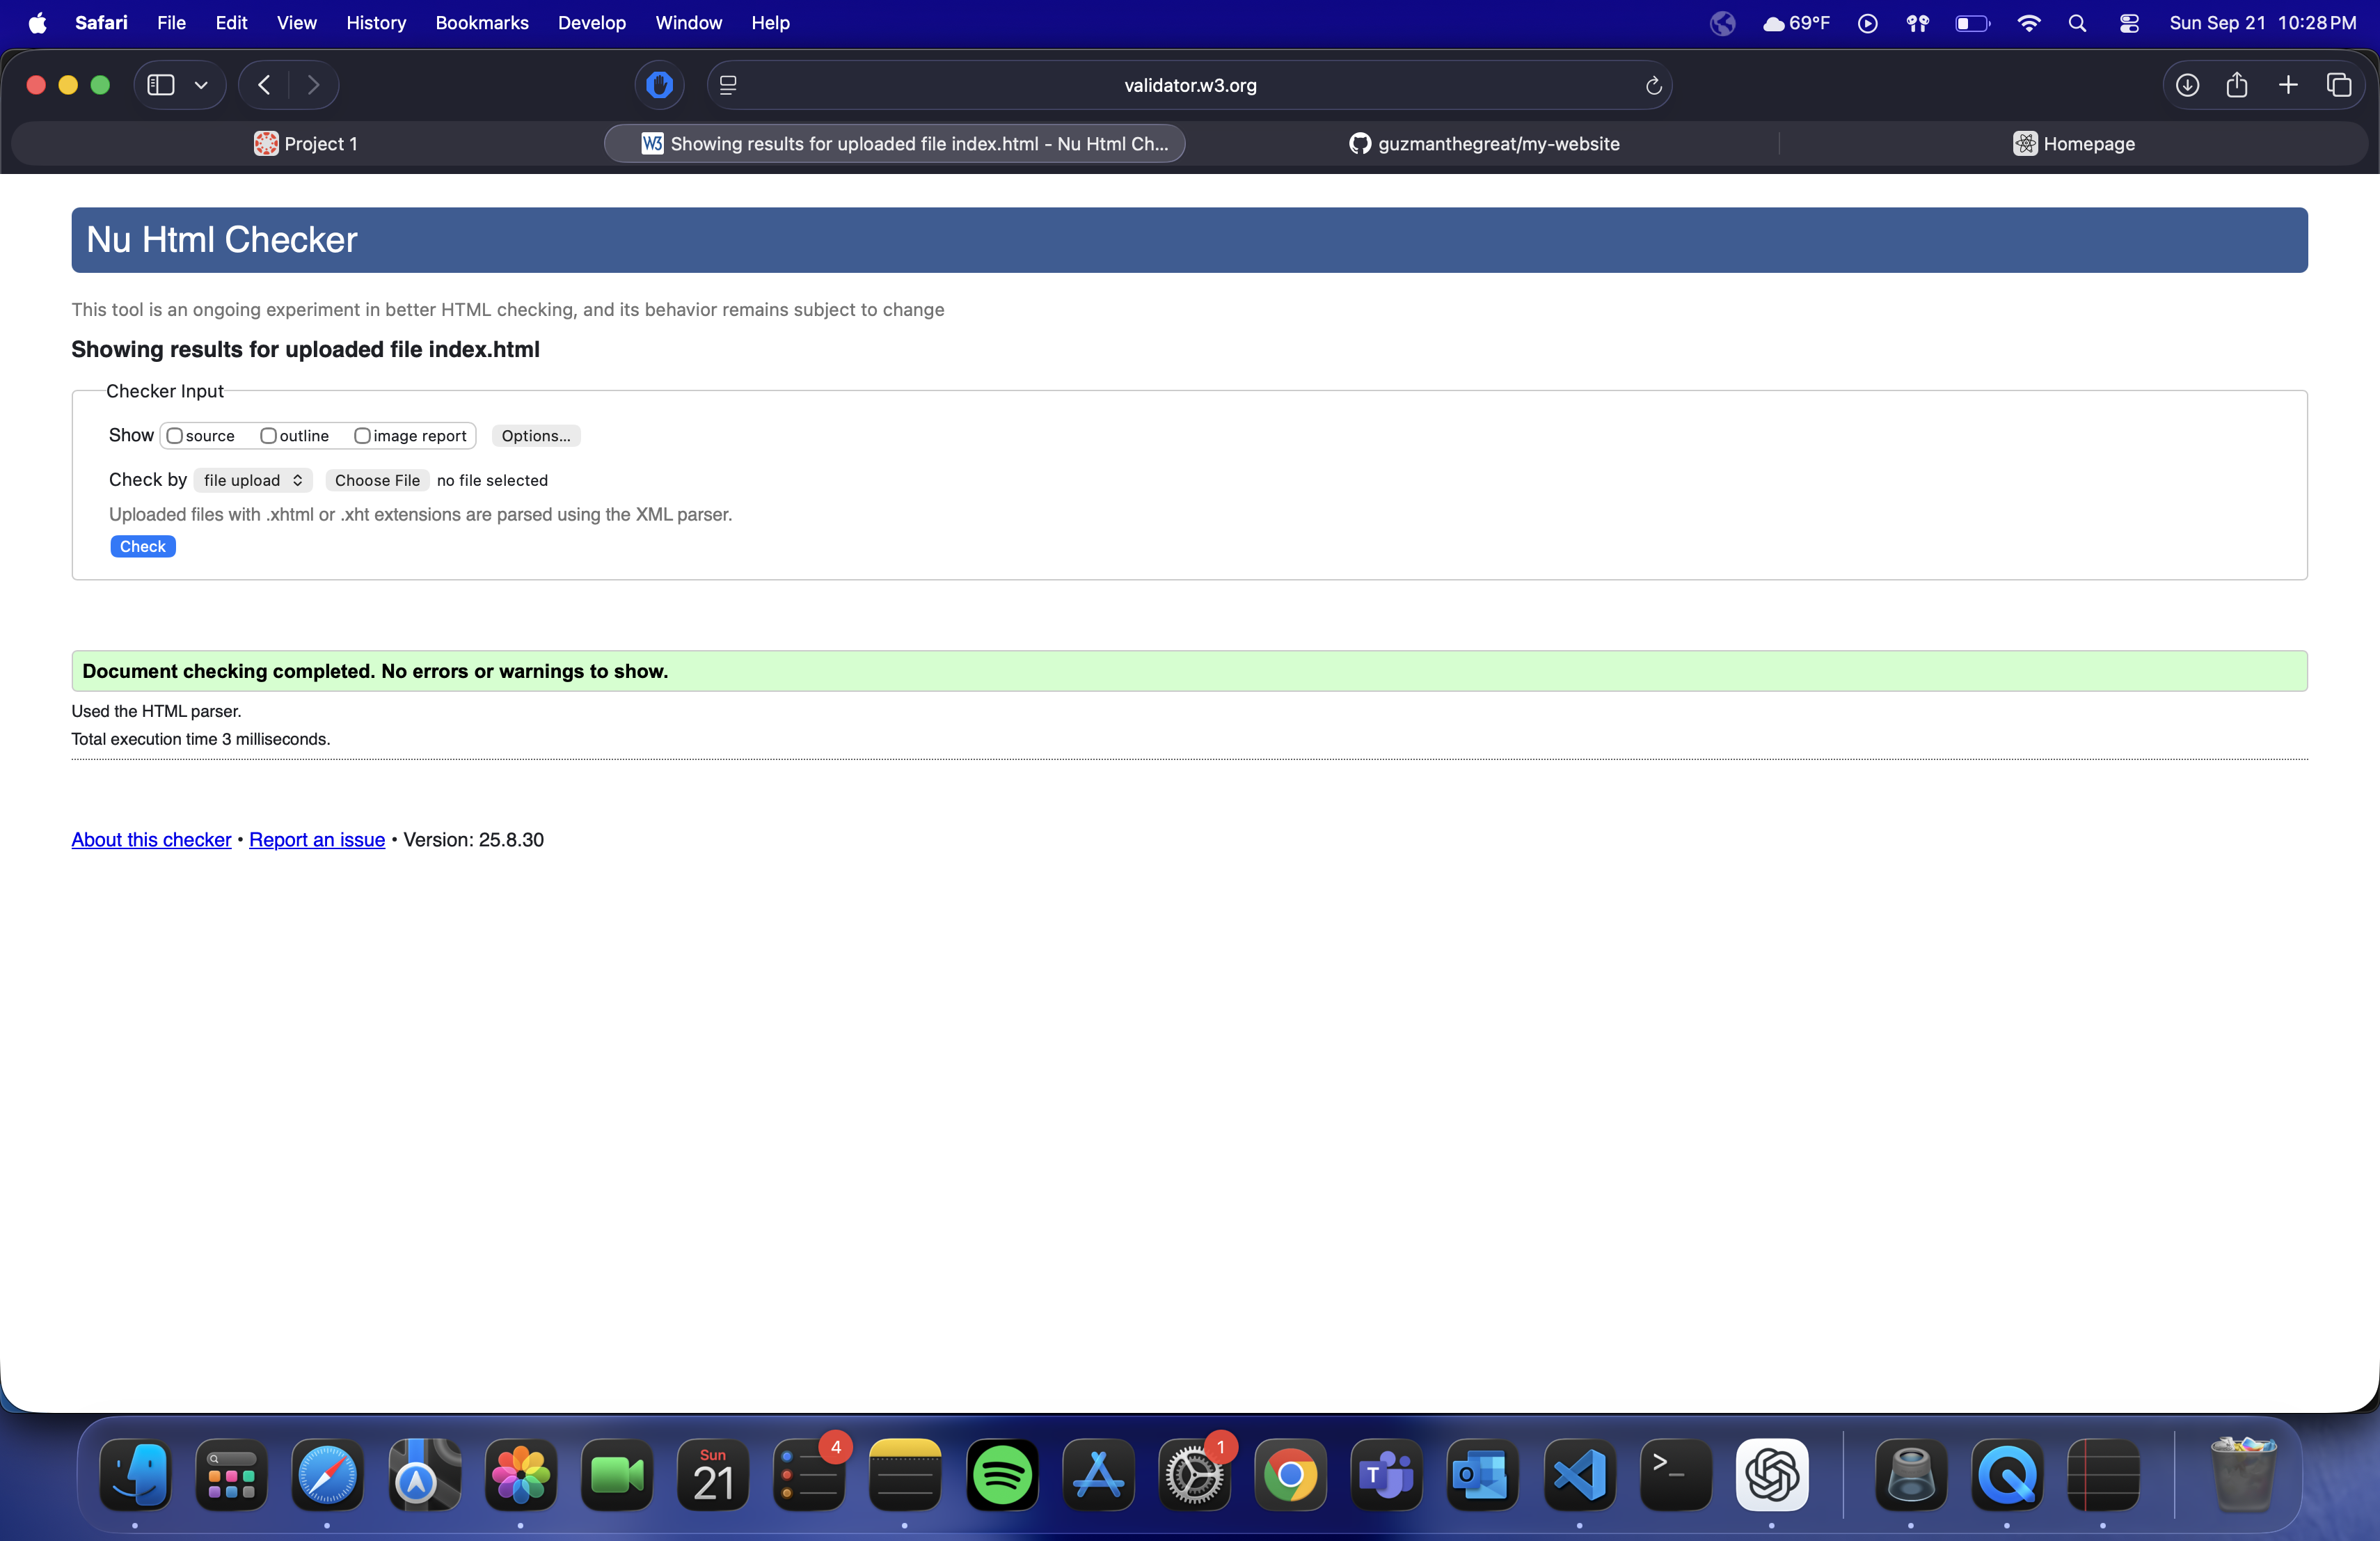 Safari File Edit View History Bookmarks Develop Window Help 69°F Sun Sep 21 10:28 PM
validator.w3.org
Project 1 W3 Showing results for uploaded file index.html - Nu Html Ch... guzmanthegreat/my-website Homepage
Nu Html Checker
This tool is an ongoing experiment in better HTML checking, and its behavior remains subject to change
Showing results for uploaded file index.html
Checker Input
Show source outline image report Options...
Check by file upload Choose File no file selected
Uploaded files with .xhtml or .xht extensions are parsed using the XML parser.
Check
Document checking completed. No errors or warnings to show.
Used the HTML parser.
Total execution time 3 milliseconds.
About this checker • Report an issue • Version: 25.8.30
Sun 4 1
21 T O >_